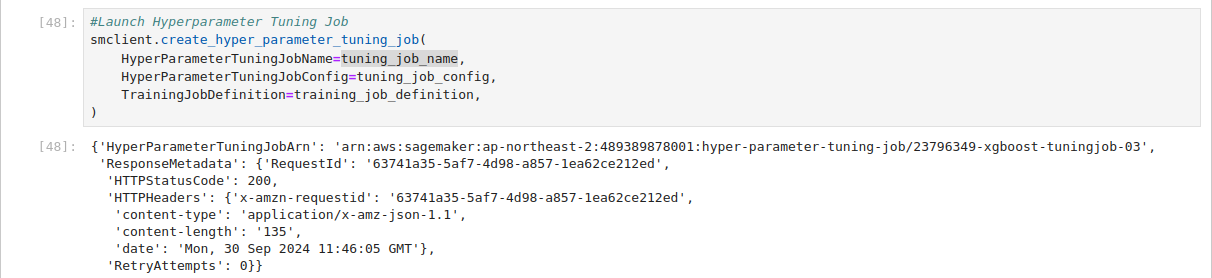 [48]: #Launch Hyperparameter Tuning Job
smclient.create_hyper_parameter_tuning_job(
    HyperParameterTuningJobName=tuning_job_name,
    HyperParameterTuningJobConfig=tuning_job_config,
    TrainingJobDefinition=training_job_definition,
)
[48]: {'HyperParameterTuningJobArn': 'arn:aws:sagemaker:ap-northeast-2:489389878001:hyper-parameter-tuning-job/23796349-xgboost-tuningjob-03',
 'ResponseMetadata': {'RequestId': '63741a35-5af7-4d98-a857-1ea62ce212ed',
  'HTTPStatusCode': 200,
  'HTTPHeaders': {'x-amzn-requestid': '63741a35-5af7-4d98-a857-1ea62ce212ed',
   'content-type': 'application/x-amz-json-1.1',
   'content-length': '135',
   'date': 'Mon, 30 Sep 2024 11:46:05 GMT'},
  'RetryAttempts': 0}}